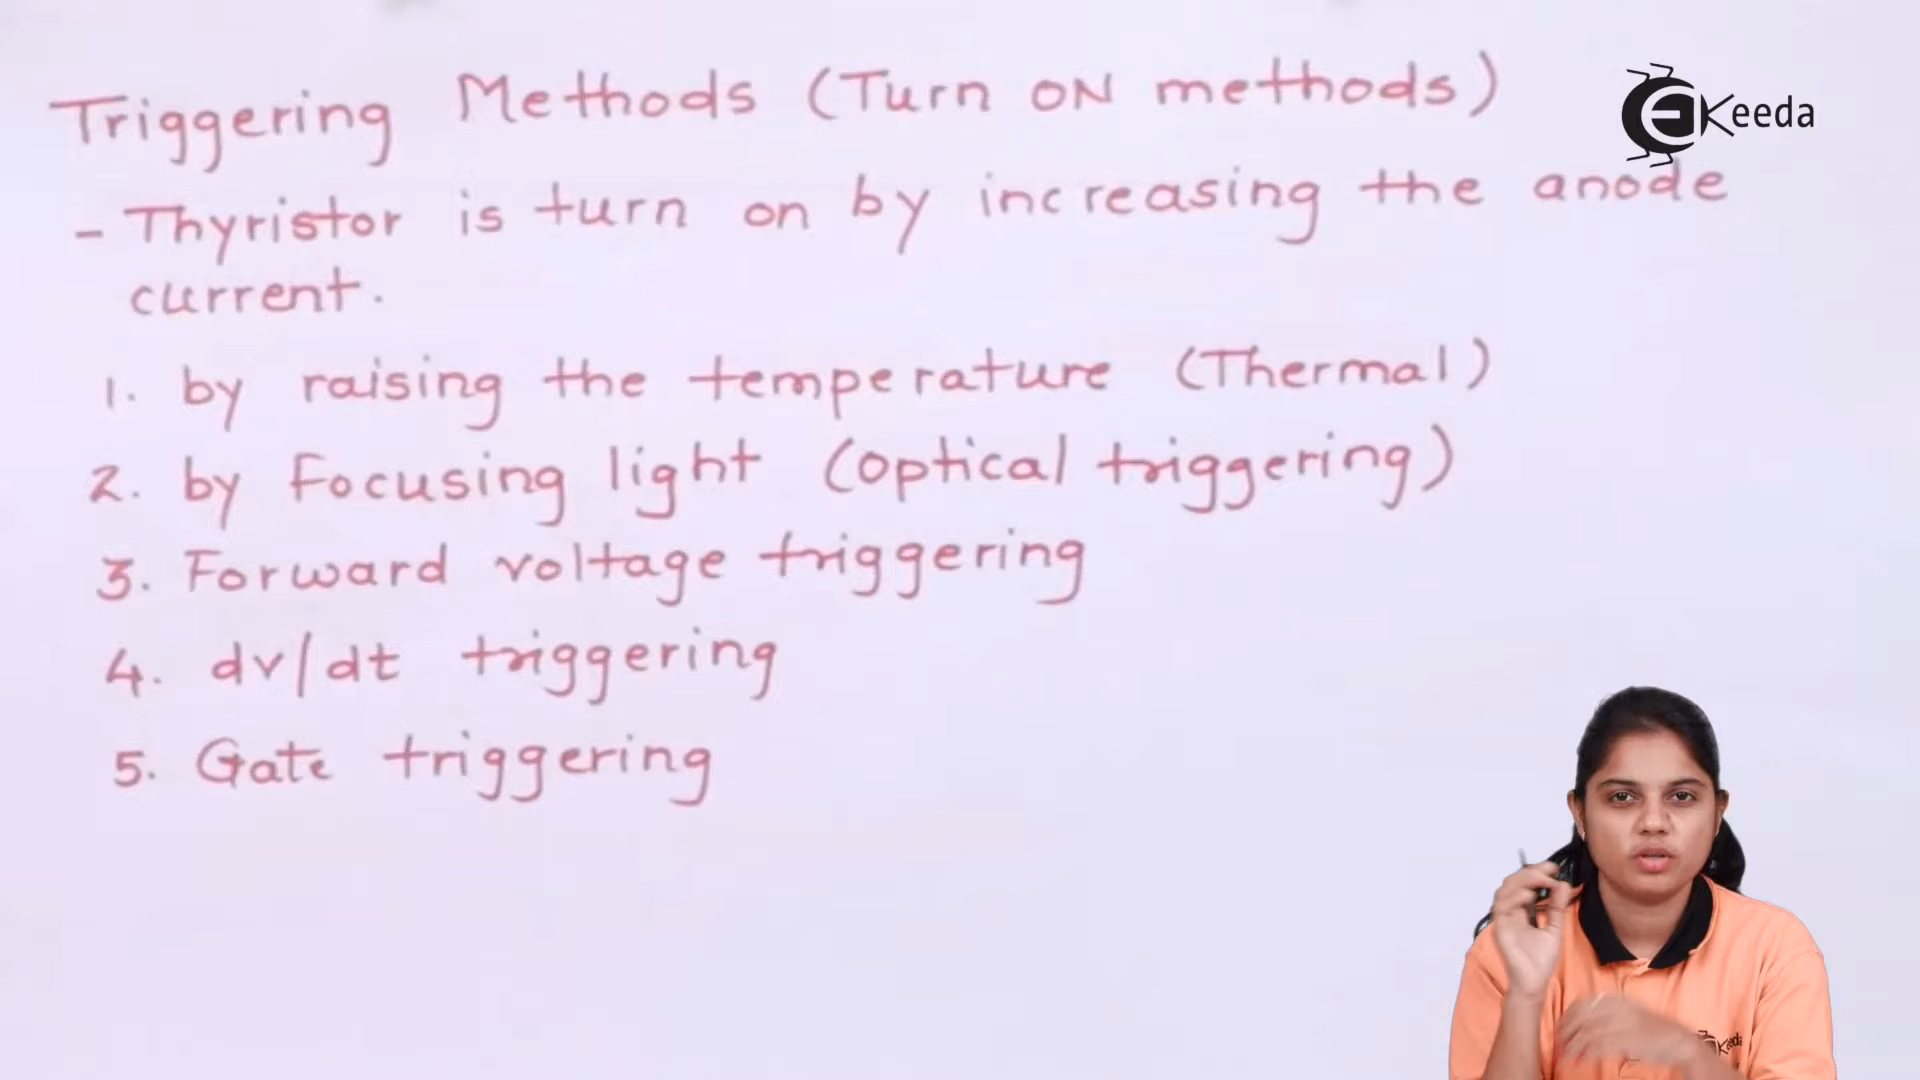 Triggering Methods (Turn ON methods)
EKeeda
- Thyristor is turn on by increasing the anode
current.
1. by raising the temperature (Thermal)
2. by Focusing light (optical triggering)
3. Forward voltage triggering
4. dv/dt triggering
5. Gate triggering
Keeda